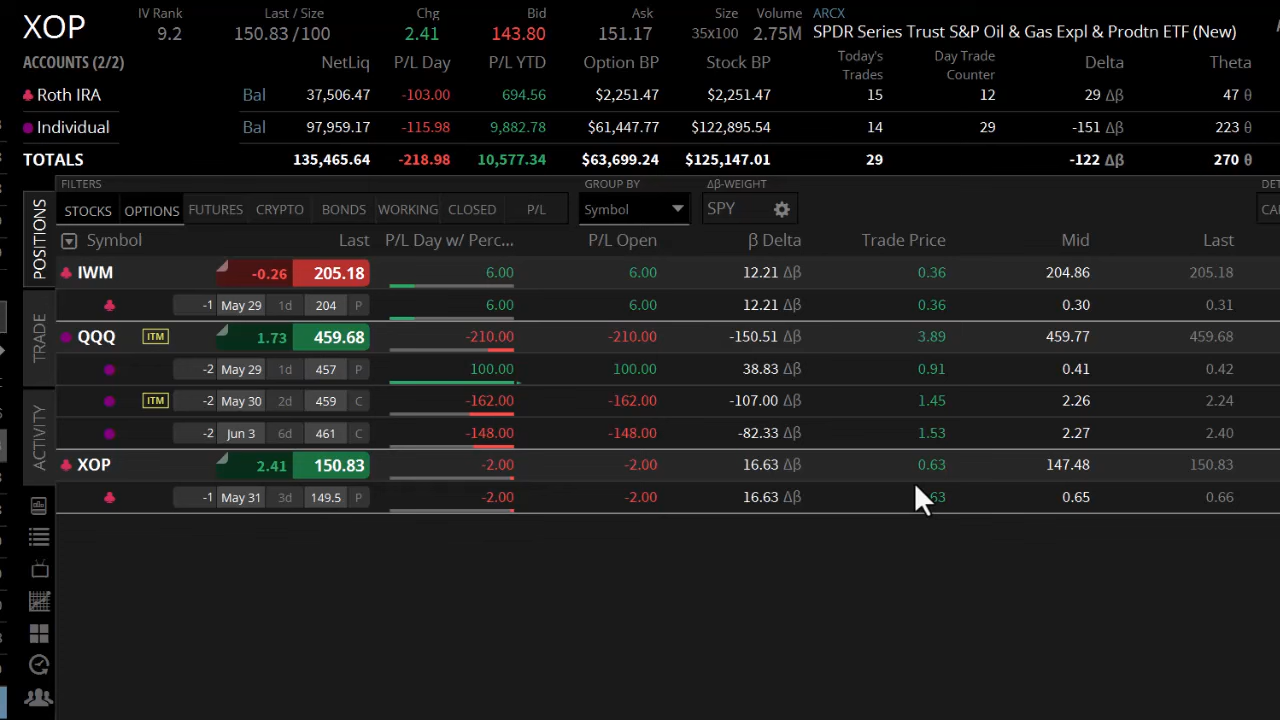 XOP IV Rank Last / Size Chg Bid Ask Size Volume ARCX
9.2 150.83 /100 2.41 143.80 151.17 35x100 2.75M SPDR Series Trust S&P Oil & Gas Expl & Prodtn ETF (New)
ACCOUNTS (2/2) NetLiq P/L Day P/L YTD Option BP Stock BP Today's Trades Day Trade Counter Delta Theta
Roth IRA Bal 37,506.47 -103.00 694.56 $2,251.47 $2,251.47 15 12 29 Δβ 47 θ
Individual Bal 97,959.17 -115.98 9,882.78 $61,447.77 $122,895.54 14 29 -151 Δβ 223 θ
TOTALS 135,465.64 -218.98 10,577.34 $63,699.24 $125,147.01 29 -122 Δβ 270 θ
FILTERS GROUP BY Δβ-WEIGHT
STOCKS OPTIONS FUTURES CRYPTO BONDS WORKING CLOSED P/L Symbol SPY
POSITIONS
TRADE
ACTIVITY
Symbol Last P/L Day w/ Perc... P/L Open β Delta Trade Price Mid Last
IWM -0.26 205.18 6.00 6.00 12.21 Δβ 0.36 204.86 205.18
-1 May 29 1d 204 P 6.00 6.00 12.21 Δβ 0.36 0.30 0.31
QQQ ITM 1.73 459.68 -210.00 -210.00 -150.51 Δβ 3.89 459.77 459.68
-2 May 29 1d 457 P 100.00 100.00 38.83 Δβ 0.91 0.41 0.42
ITM -2 May 30 2d 459 C -162.00 -162.00 -107.00 Δβ 1.45 2.26 2.24
-2 Jun 3 6d 461 C -148.00 -148.00 -82.33 Δβ 1.53 2.27 2.40
XOP 2.41 150.83 -2.00 -2.00 16.63 Δβ 0.63 147.48 150.83
-1 May 31 3d 149.5 P -2.00 -2.00 16.63 Δβ 63 0.65 0.66